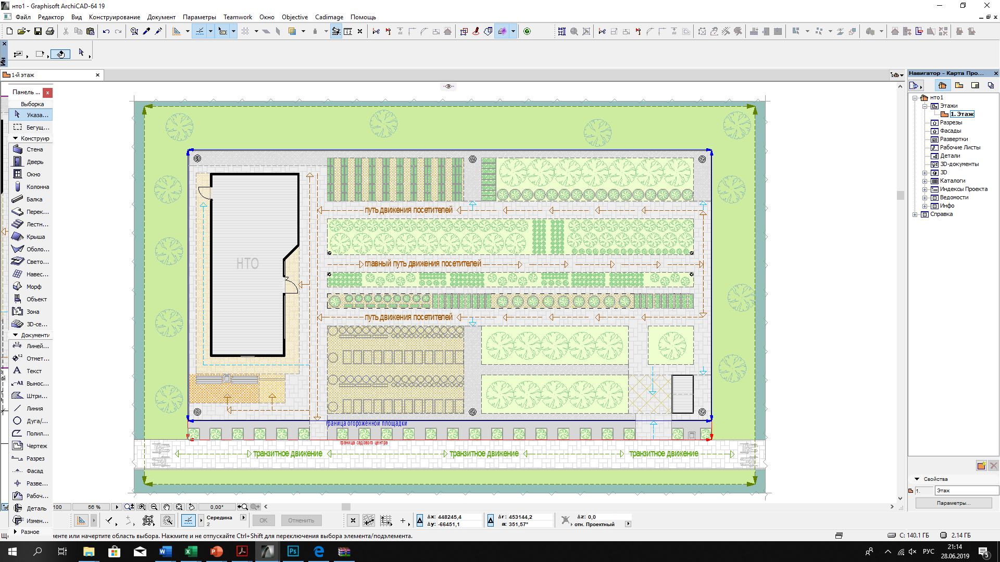 нто1 - Graphisoft ArchiCAD-64 19
Файл Редактор Вид Конструирование Документ Параметры Teamwork Окно Objective Cadimage Помощь
Ин
1-й этаж
Панель ...
Выборка
Указа...
Бегущ...
Конструир
Стена
Дверь
Окно
Колонна
Балка
Перек...
Лестн...
Крыша
Оболо...
Свето...
Навес...
Морф
Объект
Зона
3D-се...
Документи
Линей...
Отмет...
Текст
Вынос...
Штри...
Линия
Дуга/...
Полил...
Чертеж
Разрез
Фасад
Разве...
Рабоч...
Деталь
Измен...
Разное
НТО
путь движения посетителей
главный путь движения посетителей
путь движения посетителей
граница огороженной площадки
граница садового центра
транзитное движение
транзитное движение
транзитное движение
Навигатор - Карта Про...
нто1
Этажи
1. Этаж
Разрезы
Фасады
Развертки
Рабочие Листы
Детали
3D-документы
3D
Каталоги
Индексы Проекта
Ведомости
Инфо
Справка
Свойства
1. Этаж
Параметры...
100 56 % 0,00°
Середина
2
OK Отменить
Δx: 448245,4
Δy: -66451,1
Δr: 453144,2
a: 351,57°
Δz: 0,0
отн. Проектный
менте или начертите область выбора. Нажмите и не отпускайте Ctrl+Shift для переключения выбора элемента/подэлемента.
C: 140.1 ГБ 2.14 ГБ
РУС
21:14
28.06.2019
5